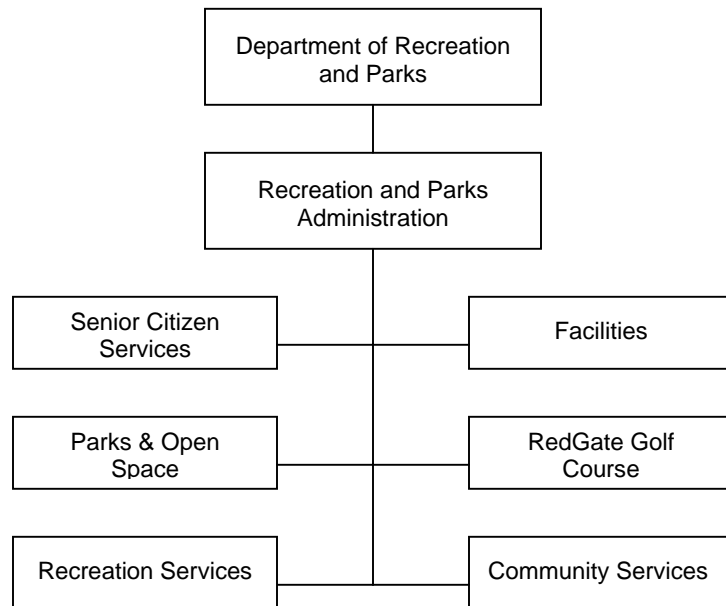 Department of Recreation
and Parks
Recreation and Parks
Administration
Senior Citizen
Services
Facilities
Parks & Open
Space
RedGate Golf
Course
Recreation Services
Community Services